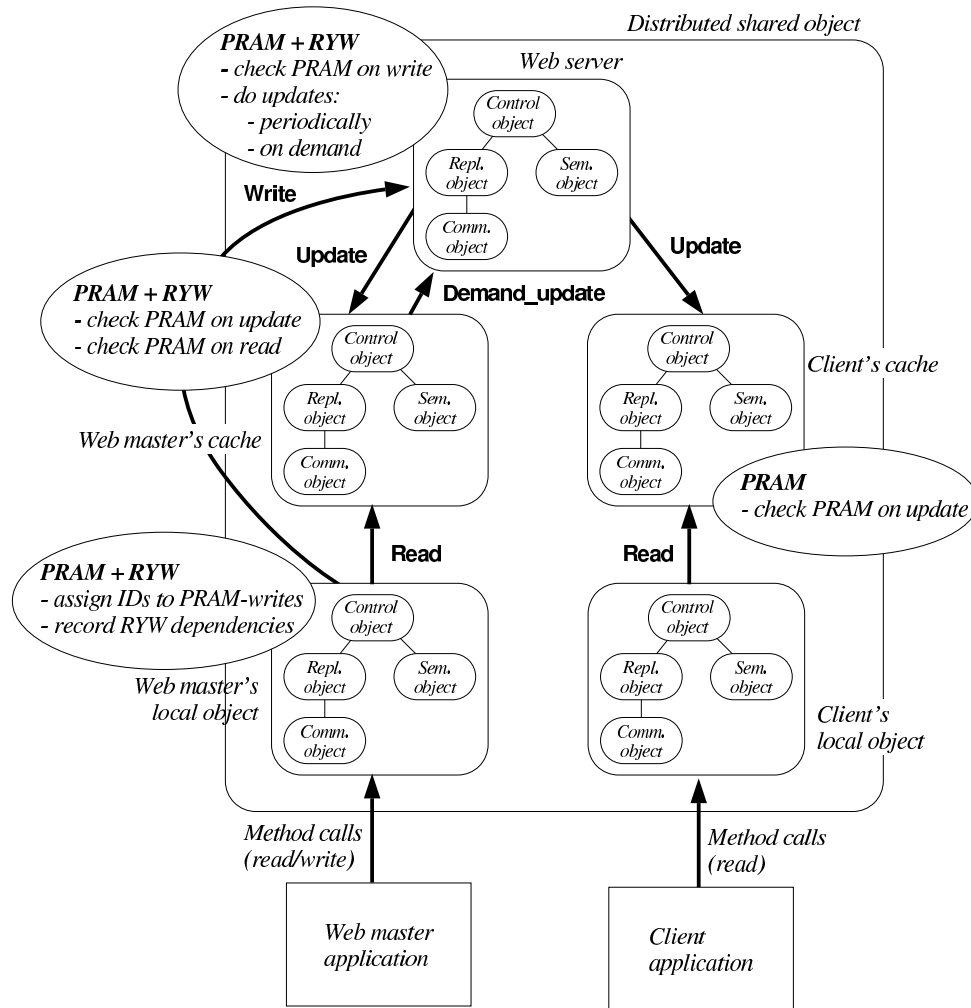 Distributed shared object
PRAM + RYW
- check PRAM on write
- do updates:
- periodically
- on demand
Web server
Control
object
Repl.
object
Sem.
object
Comm.
object
Write
Update
Update
Demand_update
PRAM + RYW
- check PRAM on update
- check PRAM on read
Web master's cache
Control
object
Repl.
object
Sem.
object
Comm.
object
Control
object
Repl.
object
Sem.
object
Comm.
object
Client's cache
PRAM
- check PRAM on update
Read
Read
PRAM + RYW
- assign IDs to PRAM-writes
- record RYW dependencies
Web master's
local object
Control
object
Repl.
object
Sem.
object
Comm.
object
Control
object
Repl.
object
Sem.
object
Comm.
object
Client's
local object
Method calls
(read/write)
Method calls
(read)
Web master
application
Client
application